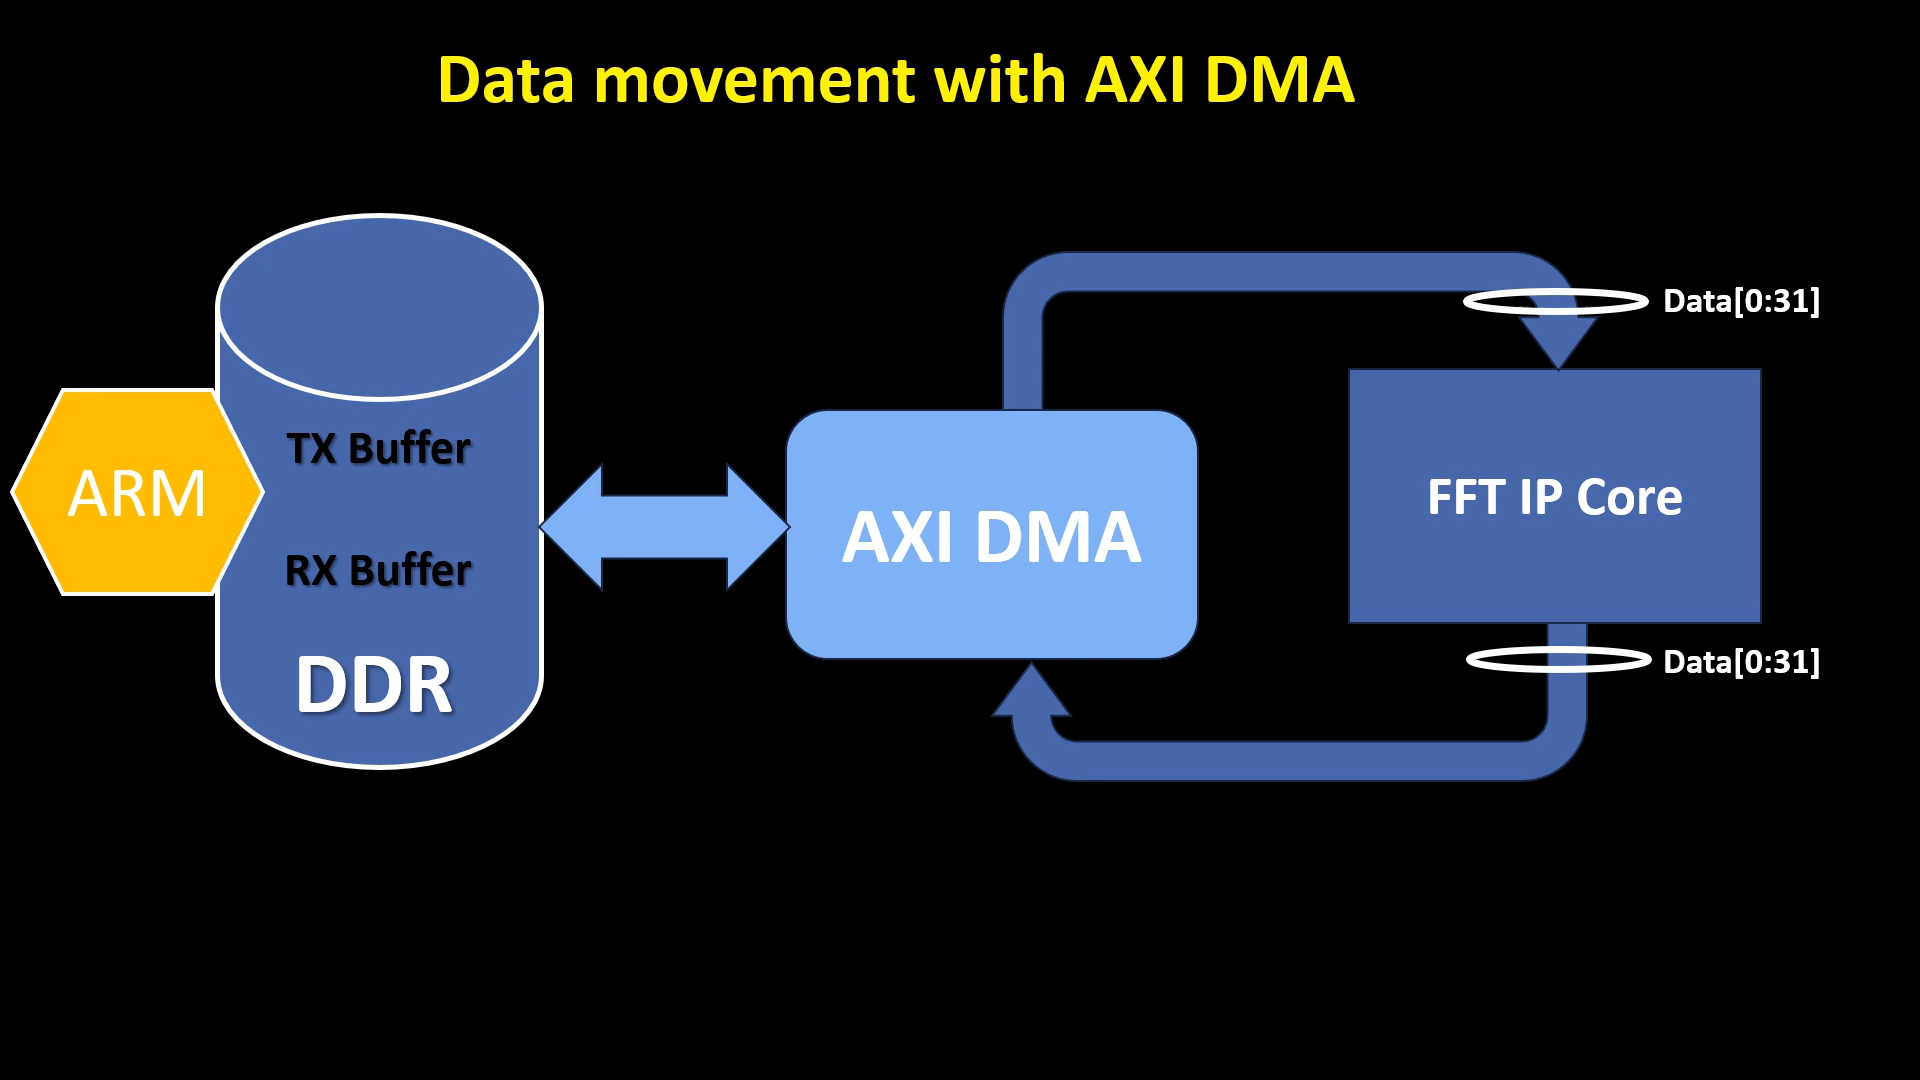 Data movement with AXI DMA
Data[0:31]
TX Buffer
ARM
FFT IP Core
AXI DMA
RX Buffer
DDR
Data[0:31]